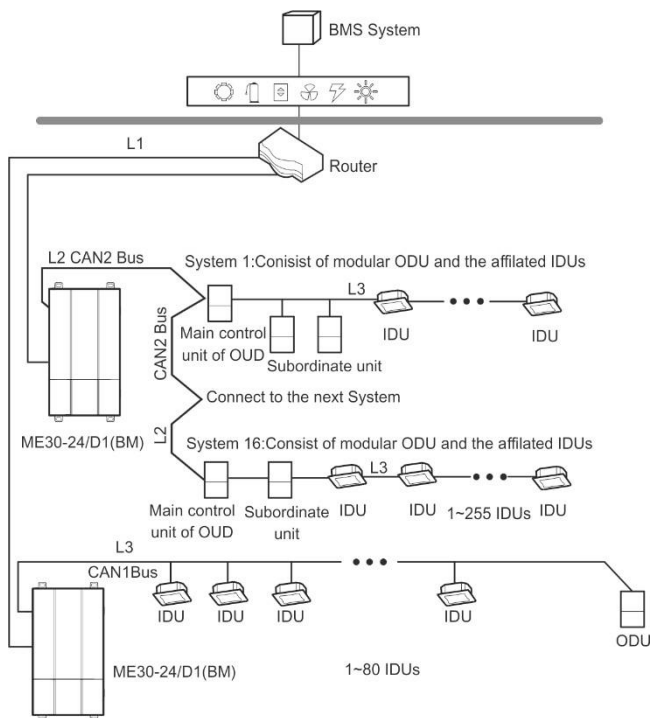 BMS System
L1
Router
L2 CAN2 Bus
System 1:Conisist of modular ODU and the affilated IDUs
L3
CAN2 Bus
Main control
unit of OUD
Subordinate unit
IDU
IDU
Connect to the next System
ME30-24/D1(BM)
L2
System 16:Consist of modular ODU and the affilated IDUs
L3
Main control
unit of OUD
Subordinate
unit
IDU
IDU
1~255 IDUs
IDU
L3
CAN1Bus
IDU
IDU
IDU
IDU
ODU
ME30-24/D1(BM)
1~80 IDUs